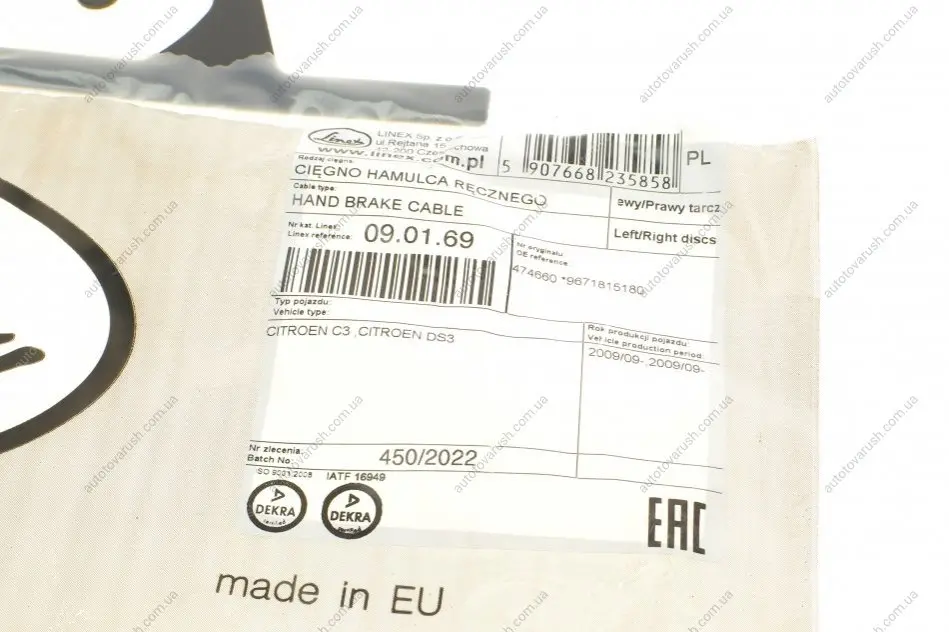 Linex
LINEX Sp. z o.
ul.Rejtana 15
www.linex.com.pl
5 907668 235858
PL
Rodzaj cięgna:
CIĘGNO HAMULCA RĘCZNEGO
Cable type:
HAND BRAKE CABLE
ewy/Prawy tarcz
Left/Right discs
Nr kat. Linex:
Linex reference:
09.01.69
Nr oryginału
OE reference
474660 *9671815180
Typ pojazdu:
Vehicle type:
CITROEN C3 ,CITROEN DS3
Rok produkcji pojazdu:
Vehicle production period:
2009/09-,2009/09-
Nr zlecenia:
Batch No:
450/2022
ISO 9001:2008
IATF 16949
DEKRA
DEKRA
EAC
made in EU
autotovarush.com.ua